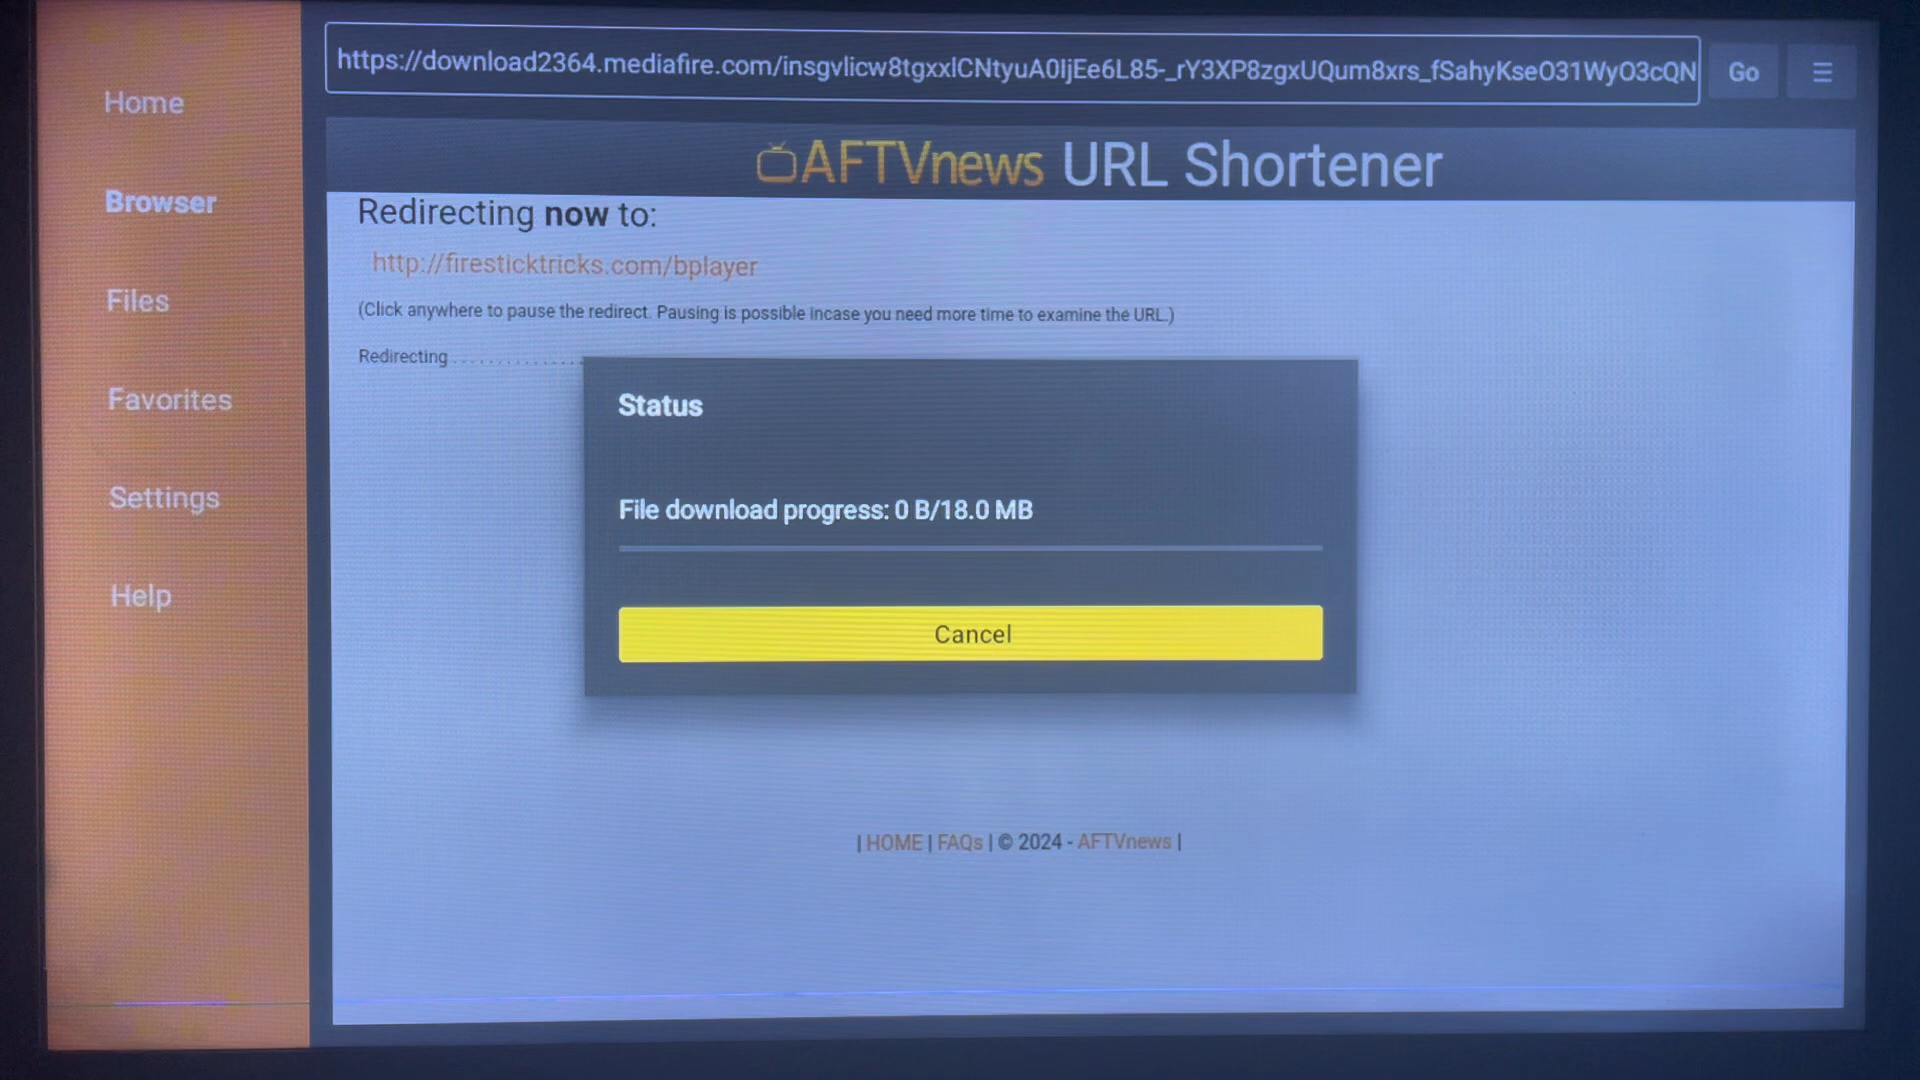 https://download2364.mediafire.com/insgvlicw8tgxxlCNtyuA0IjEe6L85-_rY3XP8zgxUQum8xrs_fSahyKseO31WyO3cQN
Go
Home
Browser
Files
Favorites
Settings
Help
AFTVnews URL Shortener
Redirecting now to:
http://firesticktricks.com/bplayer
(Click anywhere to pause the redirect. Pausing is possible incase you need more time to examine the URL.)
Redirecting . . . . . . . . . . . . . . .
Status
File download progress: 0 B/18.0 MB
Cancel
| HOME | FAQs | © 2024 - AFTVnews |